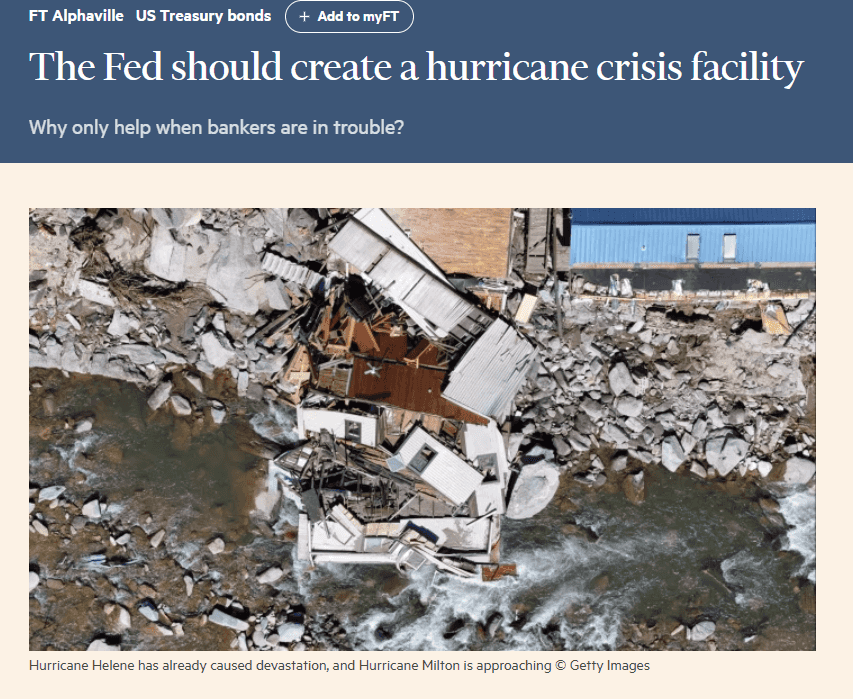 FT Alphaville US Treasury bonds + Add to myFT
The Fed should create a hurricane crisis facility
Why only help when bankers are in trouble?
Hurricane Helene has already caused devastation, and Hurricane Milton is approaching © Getty Images